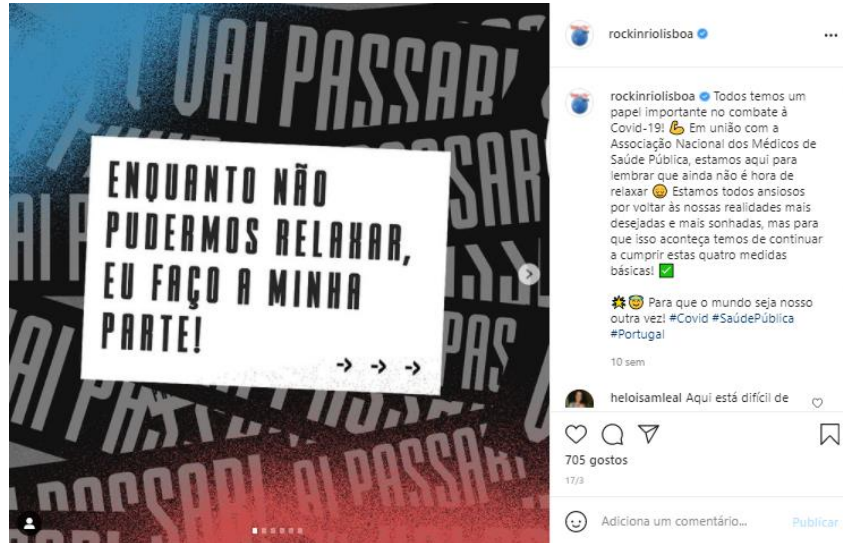 VAI PASSAR!
ENQUANTO NÃO
PUDERMOS RELAXAR,
EU FAÇO A MINHA
PARTE!
rockinriolisboa
rockinriolisboa Todos temos um
papel importante no combate à
Covid-19! 💪 Em união com a
Associação Nacional dos Médicos de
Saúde Pública, estamos aqui para
lembrar que ainda não é hora de
relaxar 😌 Estamos todos ansiosos
por voltar às nossas realidades mais
desejadas e mais sonhadas, mas para
que isso aconteça temos de continuar
a cumprir estas quatro medidas
básicas! ✅
🌟😇 Para que o mundo seja nosso
outra vez! #Covid #SaúdePública
#Portugal
10 sem
heloisamleal Aqui está difícil de
705 gostos
17/3
Adiciona um comentário... Publicar